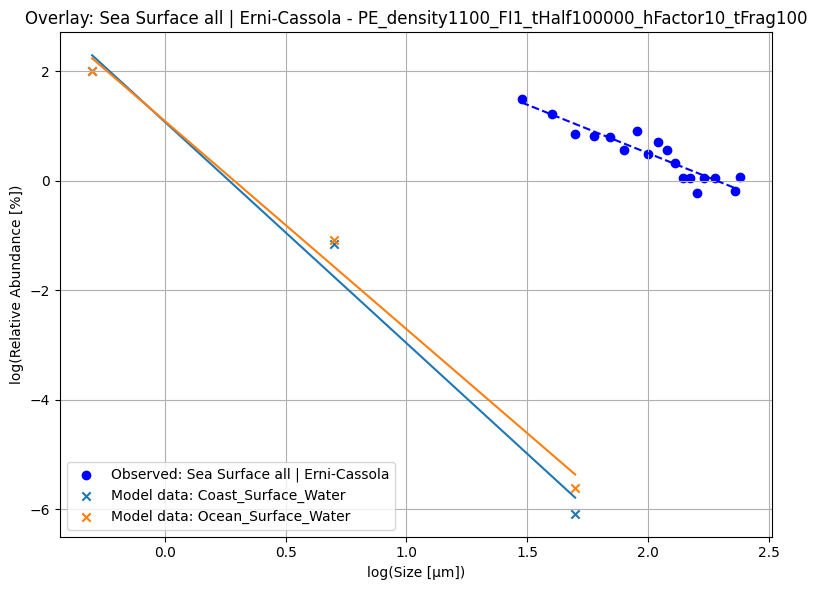 Overlay: Sea Surface all | Erni-Cassola - PE_density1100_FI1_tHalf100000_hFactor10_tFrag100
log(Relative Abundance [%])
2
0
−2
−4
−6
Observed: Sea Surface all | Erni-Cassola
Model data: Coast_Surface_Water
Model data: Ocean_Surface_Water
0.0
0.5
1.0
1.5
2.0
2.5
log(Size [µm])